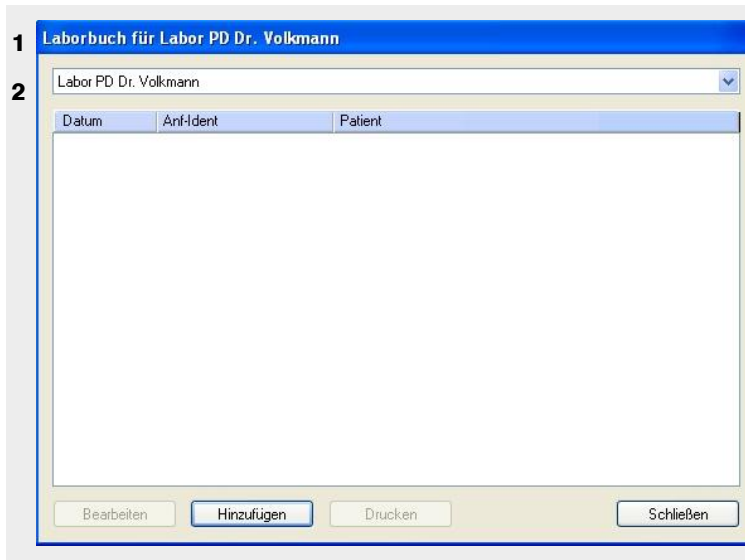 1 Laborbuch für Labor PD Dr. Volkmann
2 Labor PD Dr. Volkmann
Datum Anf-Ident Patient
Bearbeiten Hinzufügen Drucken Schließen